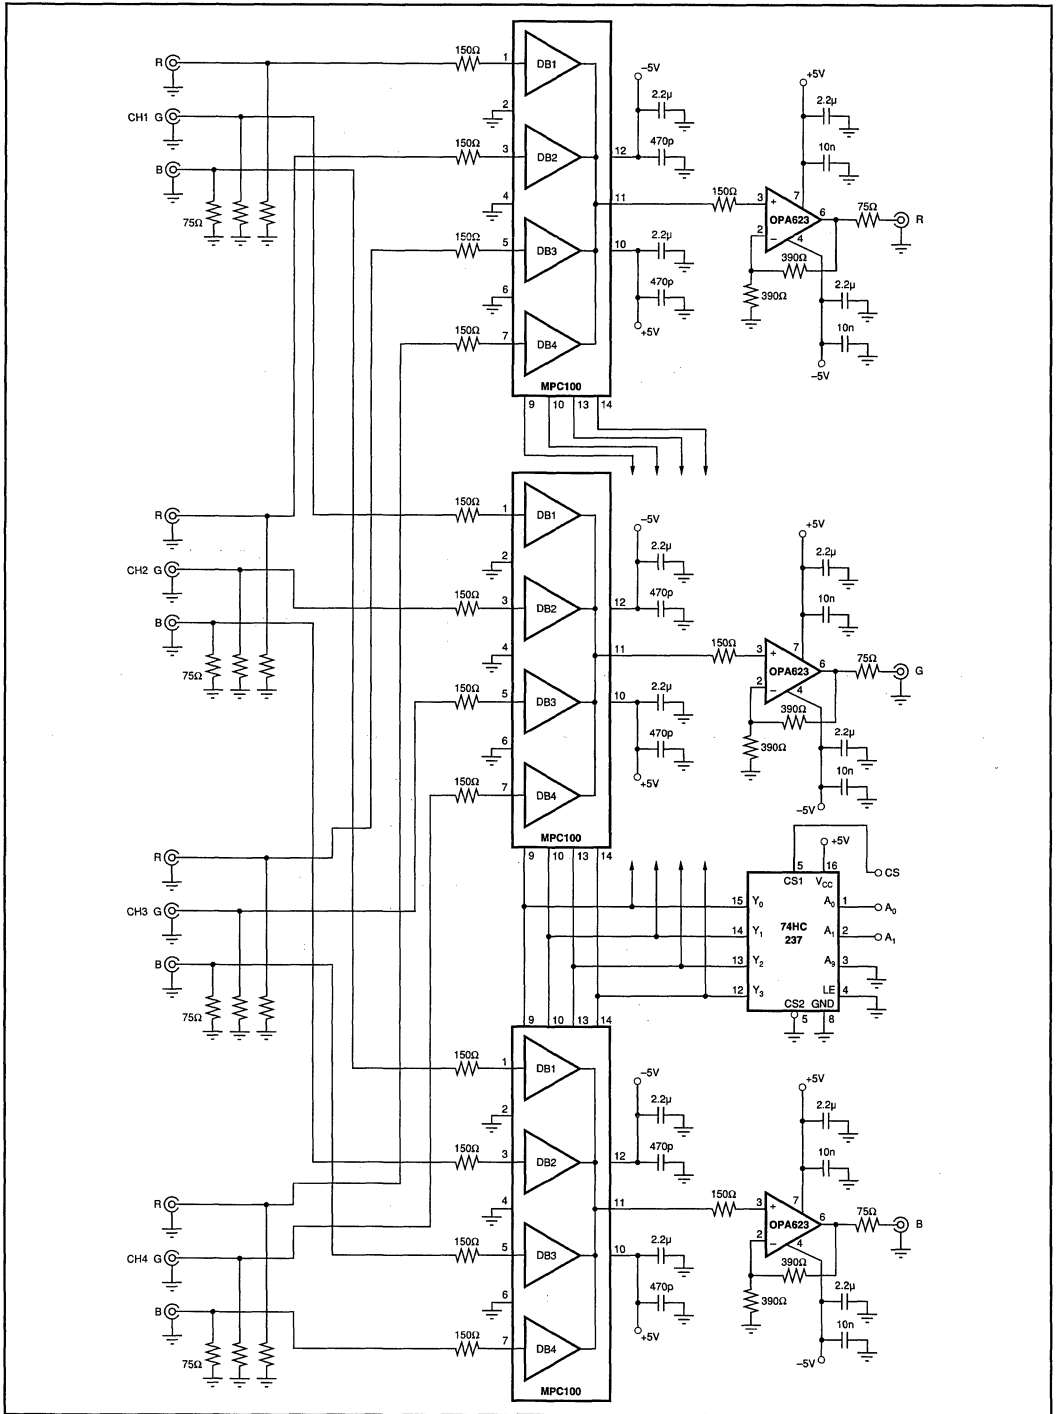 R
CH1 G
B
75Ω
150Ω
1
DB1
2
150Ω
3
DB2
4
150Ω
5
DB3
6
150Ω
7
DB4
MPC100
9 10 13 14
–5V
2.2µ
470p
12
11
10
2.2µ
470p
+5V
150Ω
+5V
2.2µ
10n
3 + 7
OPA623
6
2 – 4
75Ω
R
390Ω
390Ω
2.2µ
10n
–5V
R
CH2 G
B
75Ω
150Ω
1
DB1
2
150Ω
3
DB2
4
150Ω
5
DB3
6
150Ω
7
DB4
MPC100
9 10 13 14
–5V
2.2µ
470p
12
11
10
2.2µ
470p
+5V
150Ω
+5V
2.2µ
10n
3 + 7
OPA623
6
2 – 4
75Ω
G
390Ω
390Ω
2.2µ
10n
–5V
R
CH3 G
B
75Ω
+5V
5 16
CS
CS1 VCC
15 Y0 A0 1 A0
74HC
237
14 Y1 A1 2 A1
13 Y2 A9 3
12 Y3 LE 4
CS2 GND
5 8
9 10 13 14
R
CH4 G
B
75Ω
150Ω
1
DB1
2
150Ω
3
DB2
4
150Ω
5
DB3
6
150Ω
7
DB4
MPC100
–5V
2.2µ
470p
12
11
10
2.2µ
470p
+5V
150Ω
+5V
2.2µ
10n
3 + 7
OPA623
6
2 – 4
75Ω
B
390Ω
390Ω
2.2µ
10n
–5V